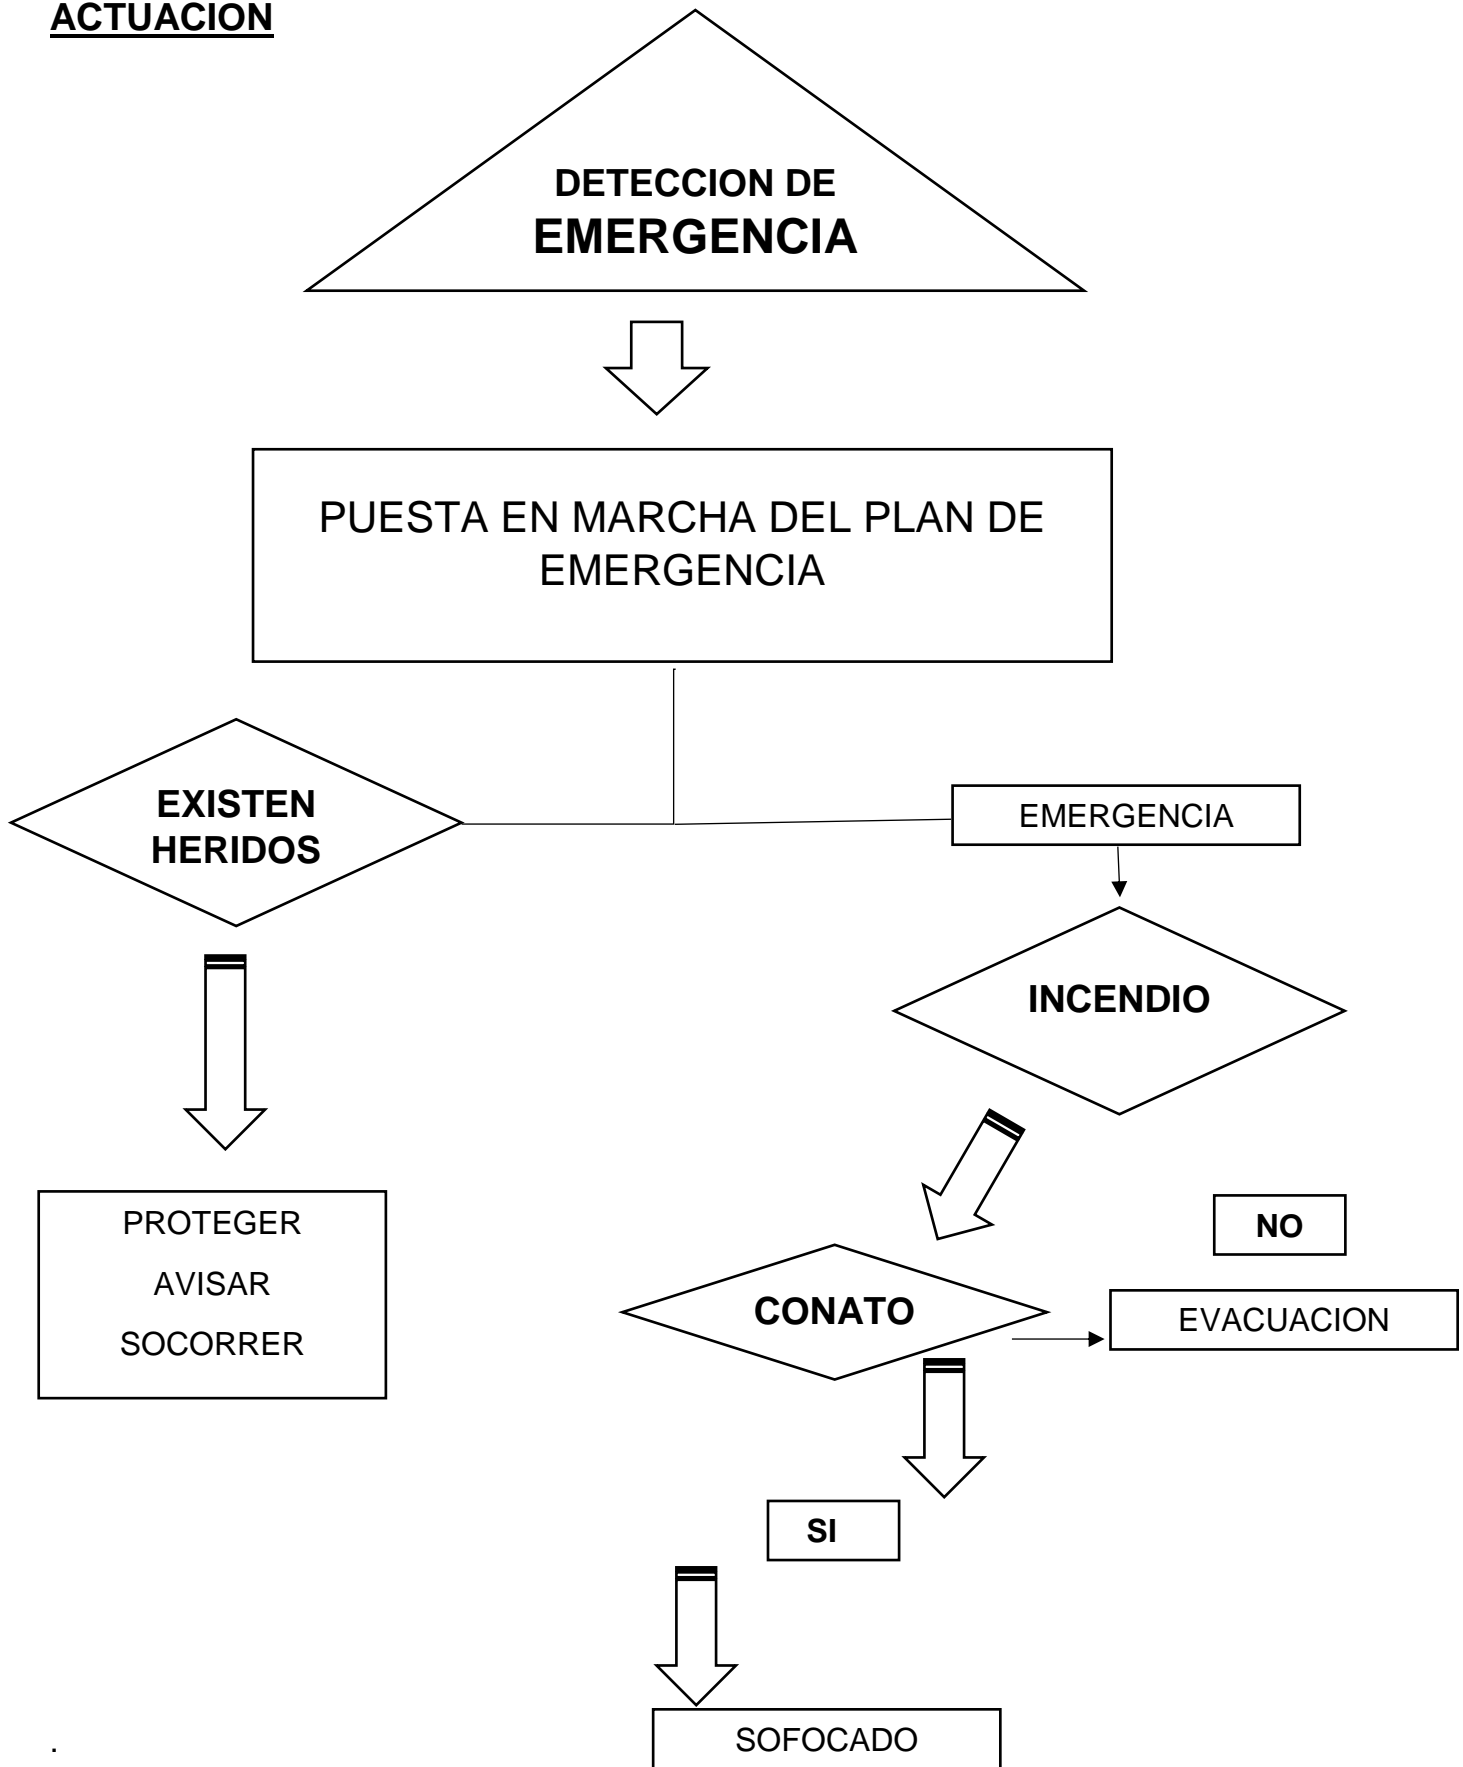 ACTUACION
DETECCION DE
EMERGENCIA
PUESTA EN MARCHA DEL PLAN DE
EMERGENCIA
EXISTEN
HERIDOS
EMERGENCIA
INCENDIO
PROTEGER
AVISAR
SOCORRER
NO
CONATO
EVACUACION
SI
SOFOCADO
.